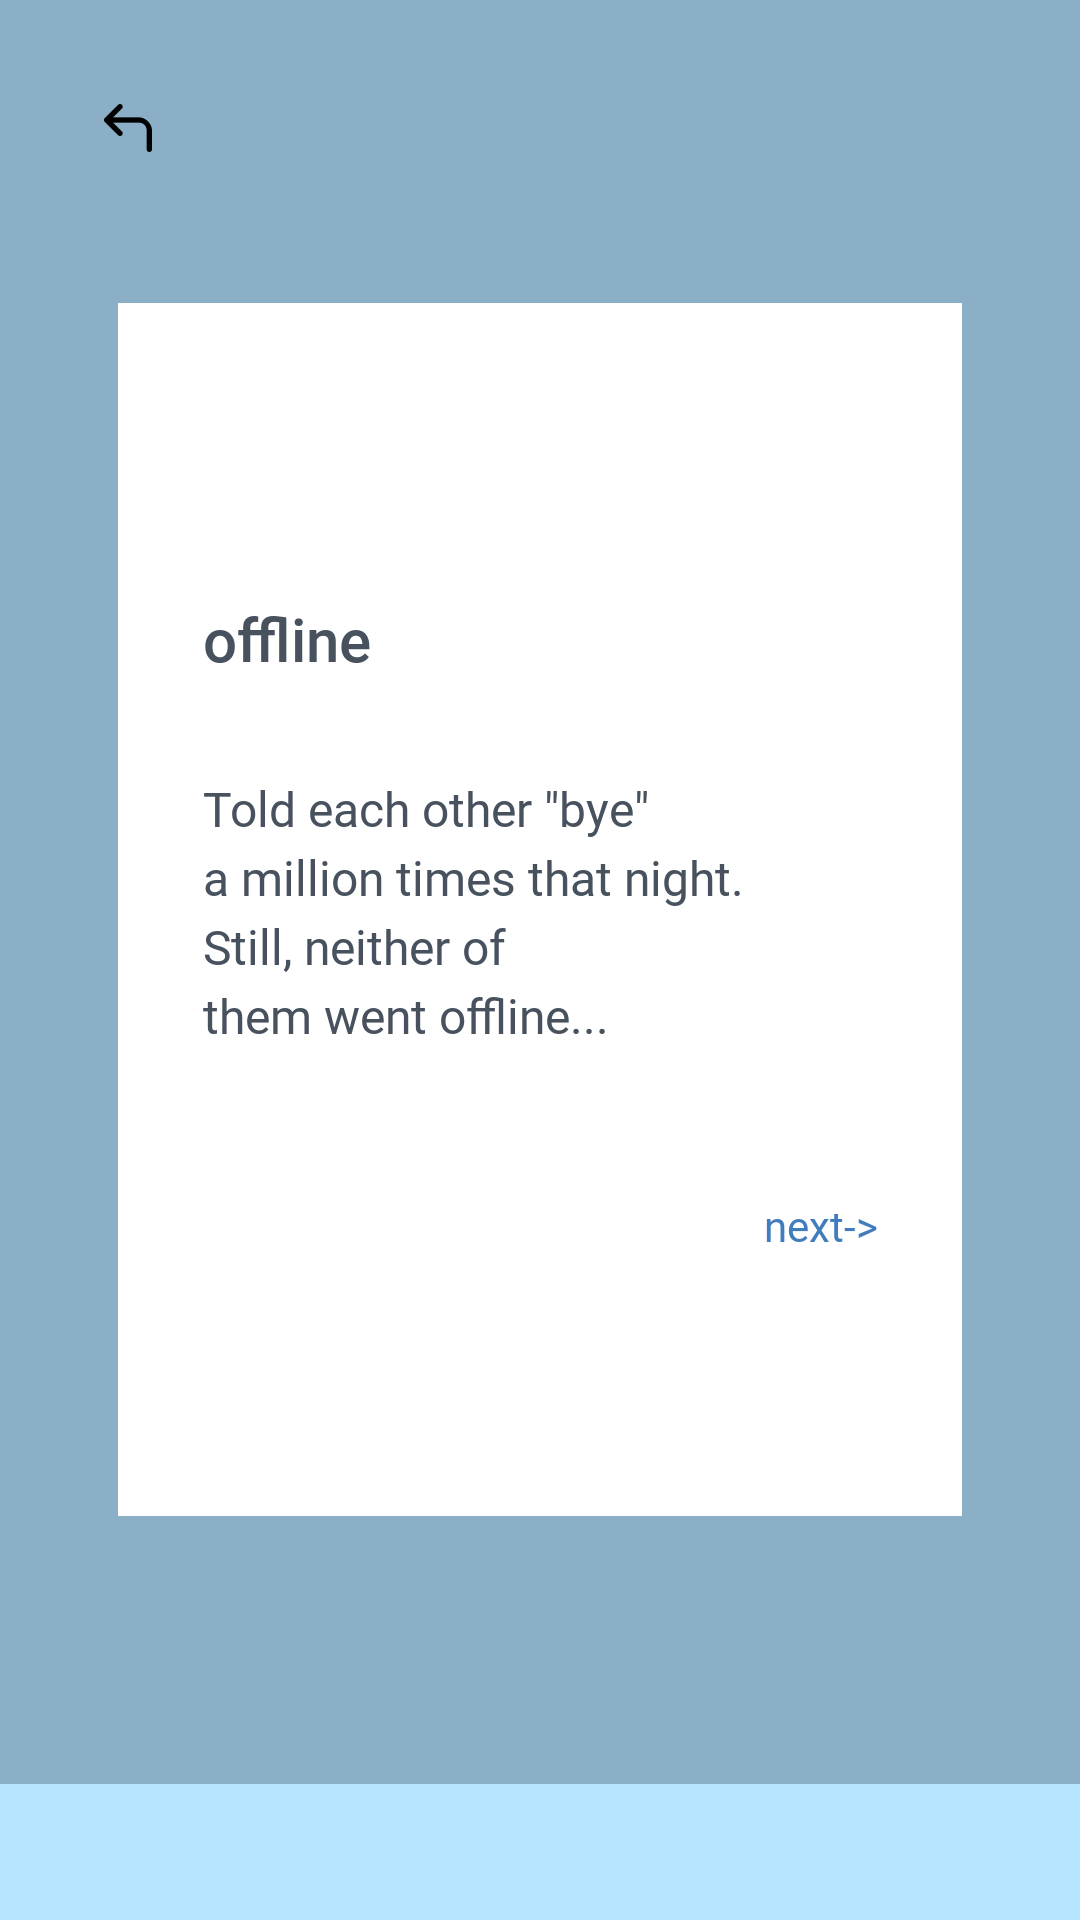 offline
Told each other "bye"
a million times that night.
Still, neither of
them went offline...
next->